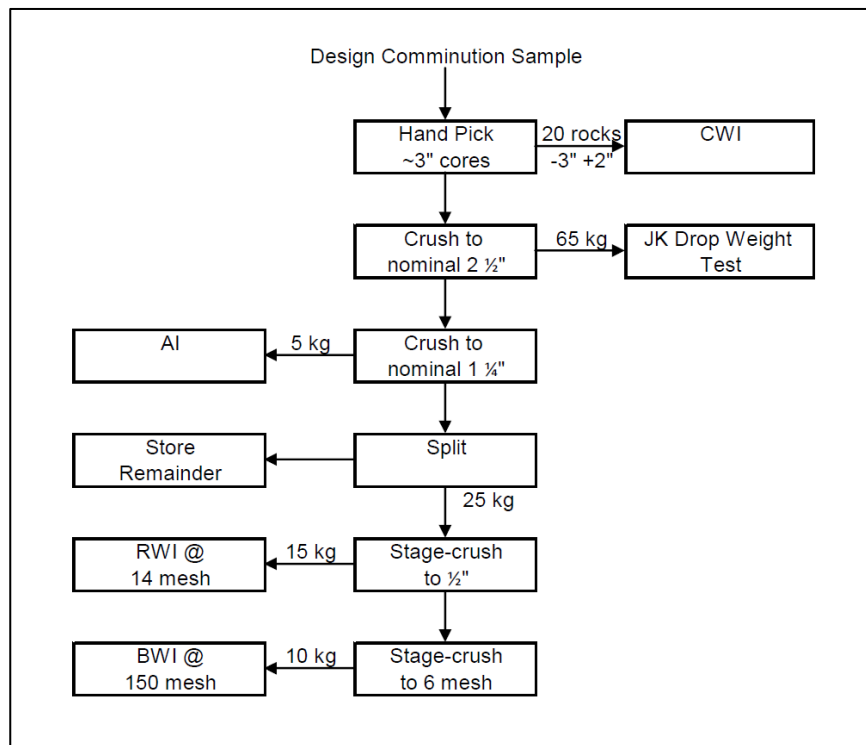 Design Comminution Sample
Hand Pick
~3" cores
20 rocks
-3" +2"
CWI
Crush to
nominal 2 ½"
65 kg
JK Drop Weight
Test
AI
5 kg
Crush to
nominal 1 ¼"
Store
Remainder
Split
25 kg
RWI @
14 mesh
15 kg
Stage-crush
to ½"
BWI @
150 mesh
10 kg
Stage-crush
to 6 mesh